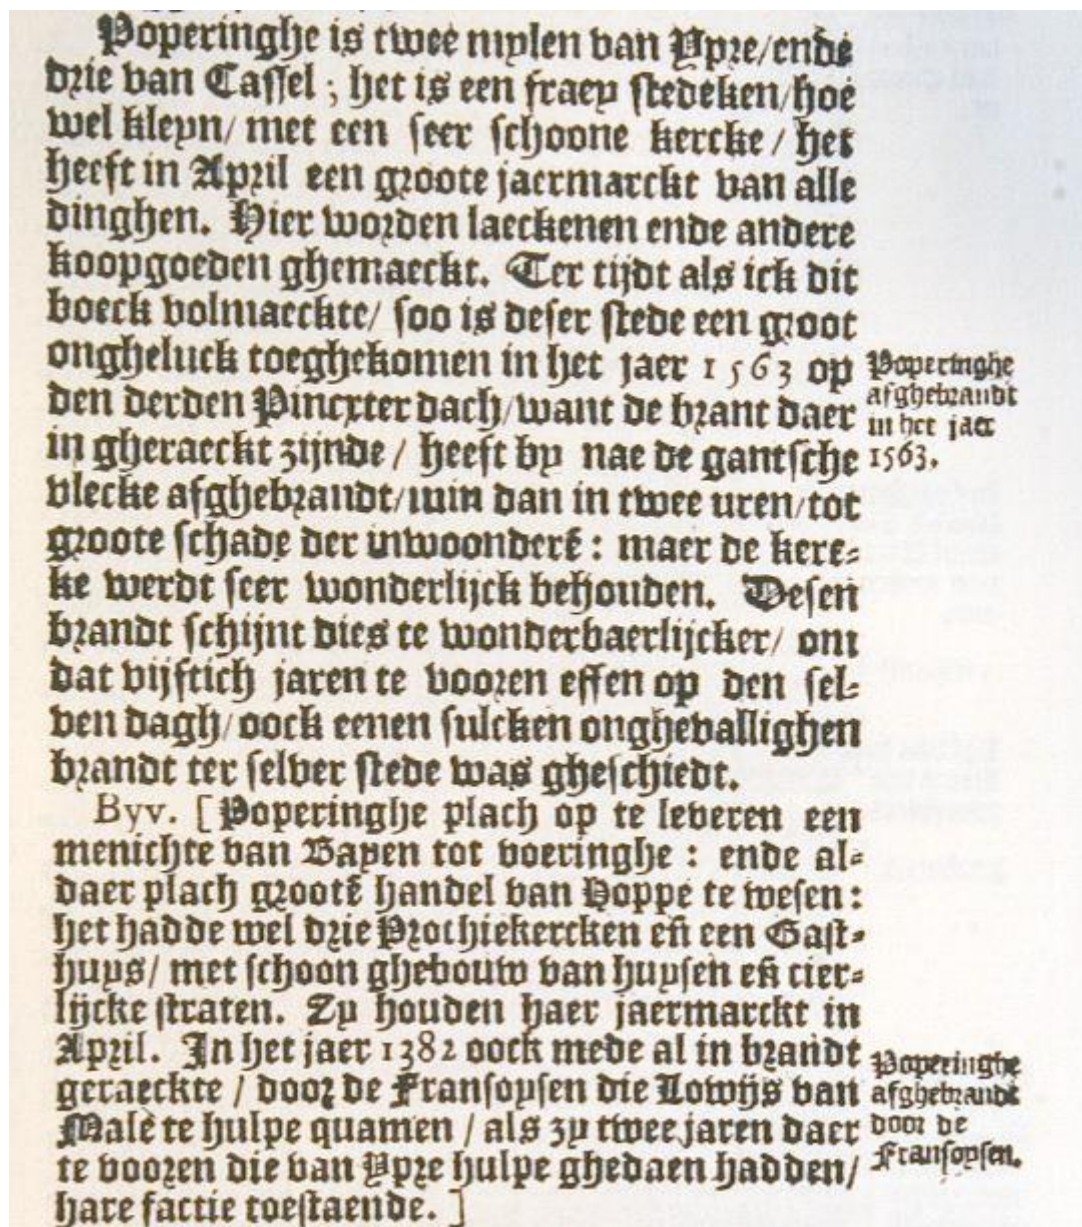 Poperinghe is twee mylen van Ypre/ende
drie van Cassel; het is een fraey stedeken/hoe
wel kleyn/ met een seer schoone kercke / het
heeft in April een groote jaermarckt van alle
dinghen. Hier worden laeckenen ende andere
koopgoeden ghemaeckt. Ter tijdt als ick dit
boeck volmaeckte/ soo is deser stede een groot
ongheluck toeghekomen in het jaer 1563 op
den derden Pincxter dach/want de brant daer
in gheraeckt zijnde / heeft by nae de gantsche
vlecke afghebrandt/min dan in twee uren/tot
groote schade der inwoonderē: maer de kerc-
ke werdt seer wonderlijck behouden. Desen
brandt schijnt dies te wonderbaerlijcker/ om
dat vijftich jaren te vooren effen op den sel-
ven dagh/oock eenen sulcken onghevallighen
brandt ter selver stede was gheschiedt.
Byv. [Poperinghe plach op te leveren een
menichte van Bayen tot voeringhe: ende al-
daer plach grootē handel van Hoppe te wesen:
het hadde wel drie Prochiekercken eñ een Gast-
huys/ met schoon ghebouw van huysen eñ cier-
lijcke straten. Zy houden haer jaermarckt in
April. In het jaer 1382 oock mede al in brandt
geraeckte / door de Fransoysen die Lowijs van
Male te hulpe quamen / als zy twee jaren daer
te vooren die van Ypre hulpe ghedaen hadden/
hare factie toestaende. ]
Poperinghe
afghebrandt
in het jaer
1563.
Poperinghe
afghebrandt
door de
Fransoysen.